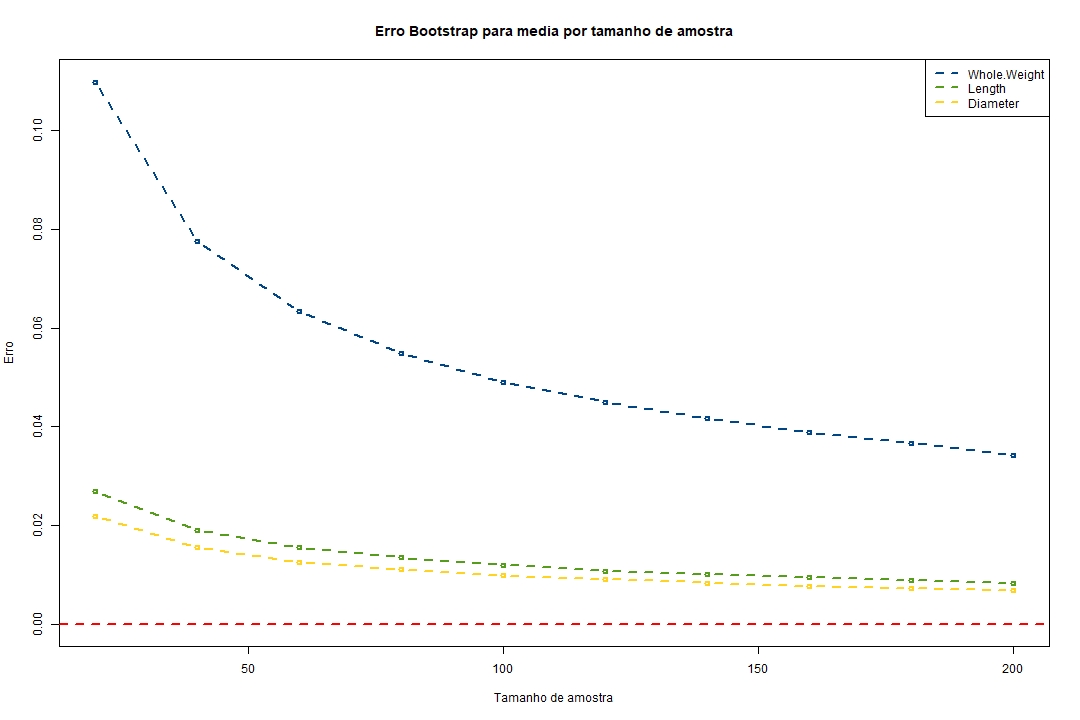 Erro Bootstrap para media por tamanho de amostra
Whole.Weight
Length
Diameter
0.10
0.08
0.06
0.04
0.02
0.00
Erro
50
100
150
200
Tamanho de amostra